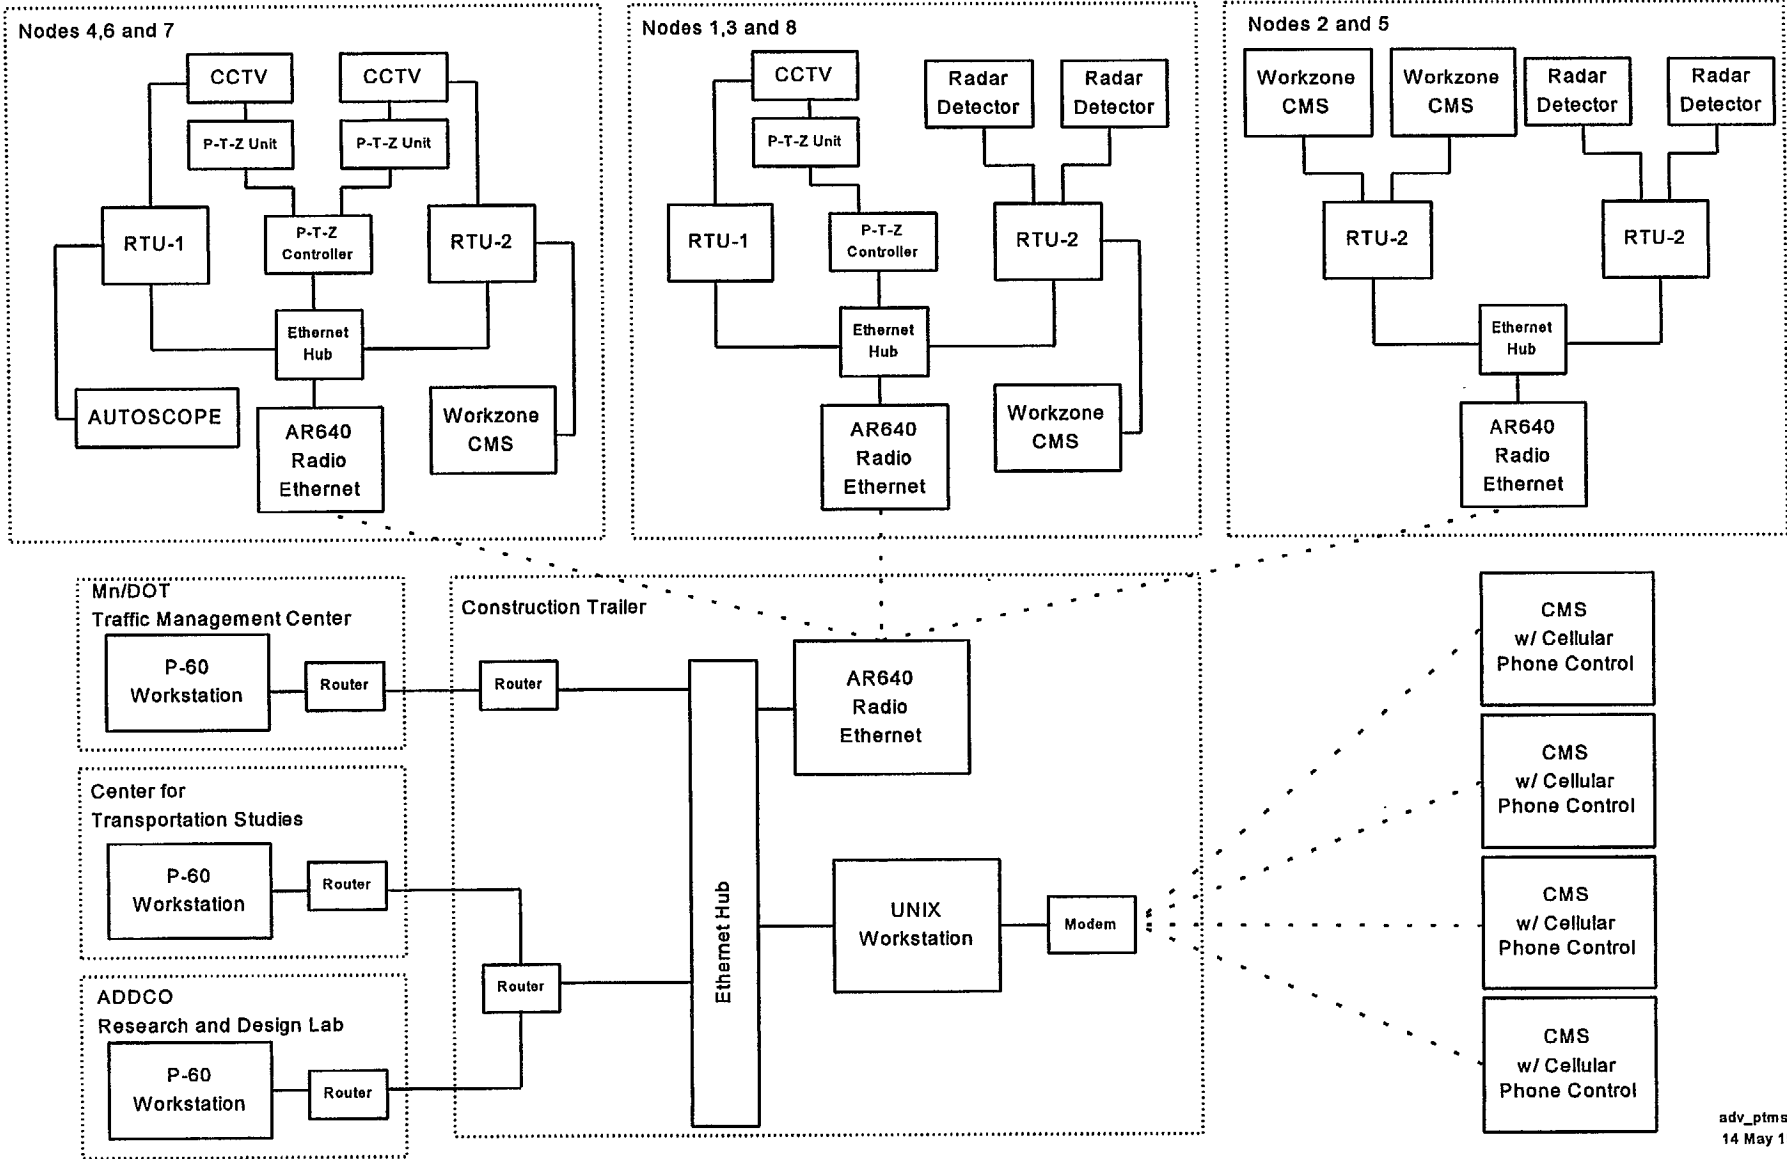 Nodes 4,6 and 7
CCTV
CCTV
P-T-Z Unit
P-T-Z Unit
RTU-1
P-T-Z
Controller
RTU-2
Ethernet
Hub
AUTOSCOPE
AR640
Radio
Ethernet
Workzone
CMS
Nodes 1,3 and 8
CCTV
Radar
Detector
Radar
Detector
P-T-Z Unit
RTU-1
P-T-Z
Controller
RTU-2
Ethernet
Hub
AR640
Radio
Ethernet
Workzone
CMS
Nodes 2 and 5
Workzone
CMS
Workzone
CMS
Radar
Detector
Radar
Detector
RTU-2
RTU-2
Ethernet
Hub
AR640
Radio
Ethernet
Mn/DOT
Traffic Management Center
P-60
Workstation
Router
Center for
Transportation Studies
P-60
Workstation
Router
ADDCO
Research and Design Lab
P-60
Workstation
Router
Construction Trailer
Router
Router
Ethernet Hub
AR640
Radio
Ethernet
UNIX
Workstation
Modem
CMS
w/ Cellular
Phone Control
CMS
w/ Cellular
Phone Control
CMS
w/ Cellular
Phone Control
CMS
w/ Cellular
Phone Control
adv_ptms
14 May 1